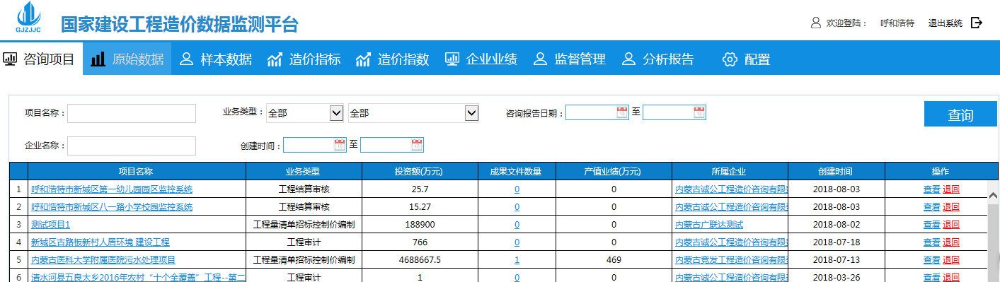 GJZJJC
国家建设工程造价数据监测平台
欢迎登陆： 呼和浩特 退出系统
咨询项目 原始数据 样本数据 造价指标 造价指数 企业业绩 监督管理 分析报告 配置
项目名称： 业务类型： 全部 全部 咨询报告日期： 至 查询
企业名称： 创建时间： 至
项目名称 业务类型 投资额(万元) 成果文件数量 产值业绩(万元) 所属企业 创建时间 操作
1 呼和浩特市新城区第一幼儿园园区监控系统 工程结算审核 25.7 0 0 内蒙古诚公工程造价咨询有限 2018-08-03 查看 退回
2 呼和浩特市新城区八一路小学校园监控系统 工程结算审核 15.27 0 0 内蒙古诚公工程造价咨询有限 2018-08-03 查看 退回
3 测试项目1 工程量清单招标控制价编制 188900 0 0 内蒙古广联达测试 2018-08-02 查看 退回
4 新城区古路板新村人居环境 建设工程 工程审计 766 0 0 内蒙古诚公工程造价咨询有限 2018-07-18 查看 退回
5 内蒙古医科大学附属医院污水处理项目 工程量清单招标控制价编制 4688667.5 1 469 内蒙古竞发工程造价咨询有限 2018-07-13 查看 退回
6 清水河县五良太乡2016年农村“十个全覆盖”工程--第二 工程审计 1 0 0 内蒙古诚公工程造价咨询有限 2018-03-26 查看 退回